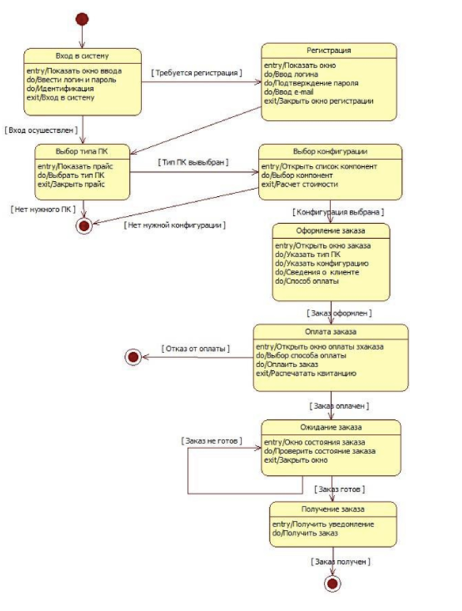 Вход в систему
entry/Показать окно ввода
do/Ввести логин и пароль
do/Идентификация
exit/Вход в систему
[ Требуется регистрация ]
Регистрация
entry/Показать окно
do/Ввод логина
do/Подтверждение пароля
do/Ввод e-mail
exit/Закрыть окно регистрации
[ Вход осушествлен ]
Выбор типа ПК
entry/Показать прайс
do/Выбрать тип ПК
exit/Закрыть прайс
[ Тип ПК вывыбран ]
Выбор конфигурации
entry/Открыть список компонент
do/Выбор компонент
exit/Расчет стоимости
[ Нет нужного ПК ]
[ Нет нужной конфигурации ]
[ Конфигурация выбрана ]
Оформление заказа
entry/Открыть окно заказа
do/Указать тип ПК
do/Указать конфигурацию
do/Сведения о клиенте
do/Способ оплаты
[ Заказ оформлен ]
Оплата заказа
entry/Открыть окно оплаты зхаказа
do/Выбор способа оплаты
do/Оплаить заказ
exit/Распечатать квитанцию
[ Отказ от оплаты ]
[ Заказ оплачен ]
Ожидание заказа
entry/Окно состояния заказа
do/Проверить состояние заказа
exit/Закрыть окно
[ Заказ не готов ]
[ Заказ готов ]
Получение заказа
entry/Получить уведомление
do/Получить заказ
[ Заказ получен ]